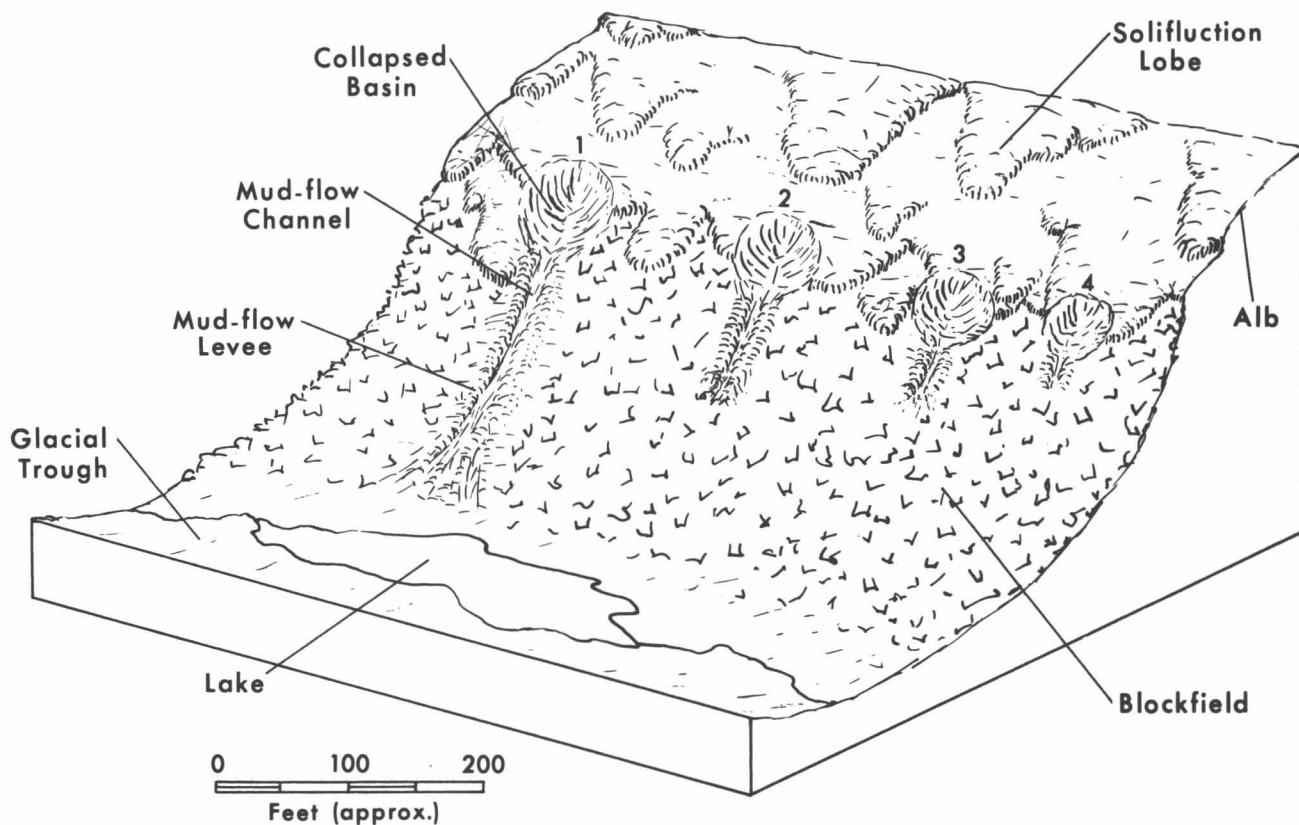 Collapsed
Basin
Solifluction
Lobe
1
Mud-flow
Channel
2
3
4
Mud-flow
Levee
Alb
Glacial
Trough
Lake
Blockfield
0 100 200
Feet (approx.)